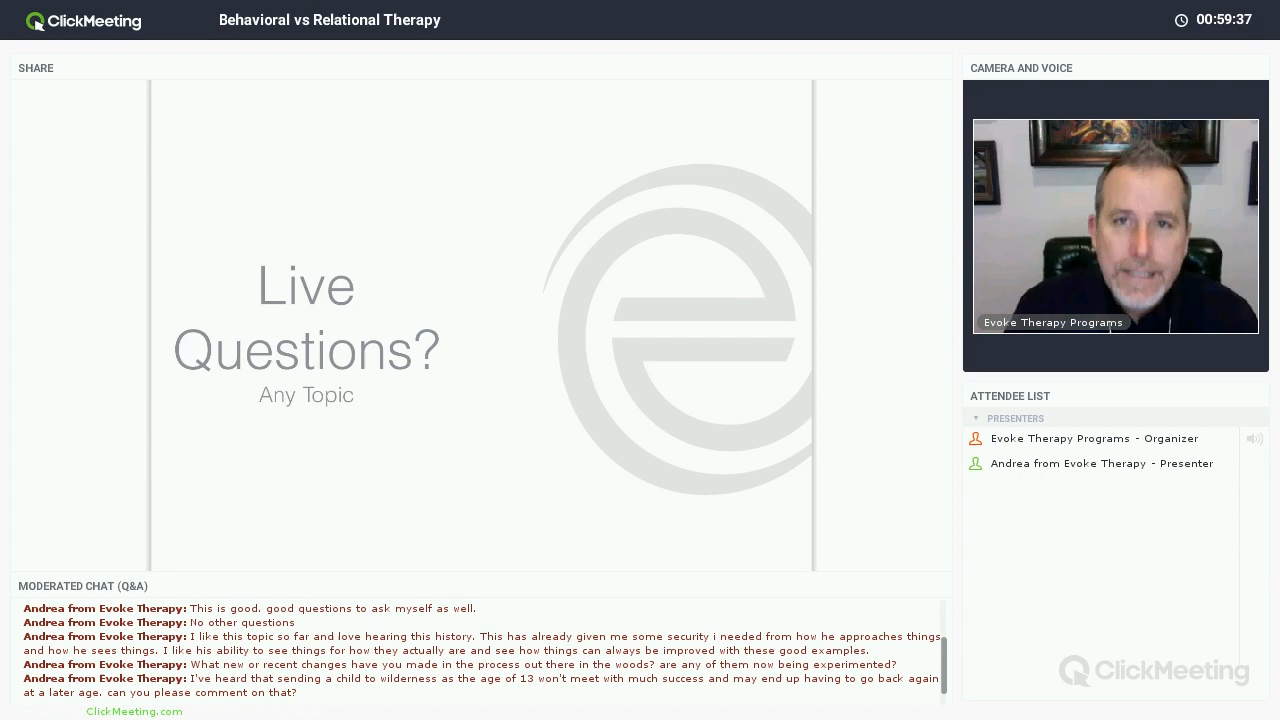 ClickMeeting
Behavioral vs Relational Therapy
00:59:37
SHARE
Live
Questions?
Any Topic
CAMERA AND VOICE
Evoke Therapy Programs
ATTENDEE LIST
PRESENTERS
Evoke Therapy Programs - Organizer
Andrea from Evoke Therapy - Presenter
MODERATED CHAT (Q&A)
Andrea from Evoke Therapy: This is good. good questions to ask myself as well.
Andrea from Evoke Therapy: No other questions
Andrea from Evoke Therapy: I like this topic so far and love hearing this history. This has already given me some security i needed from how he approaches things
and how he sees things. I like his ability to see things for how they actually are and see how things can always be improved with these good examples.
Andrea from Evoke Therapy: What new or recent changes have you made in the process out there in the woods? are any of them now being experimented?
Andrea from Evoke Therapy: I've heard that sending a child to wilderness as the age of 13 won't meet with much success and may end up having to go back again
at a later age. can you please comment on that?
ClickMeeting
ClickMeeting.com